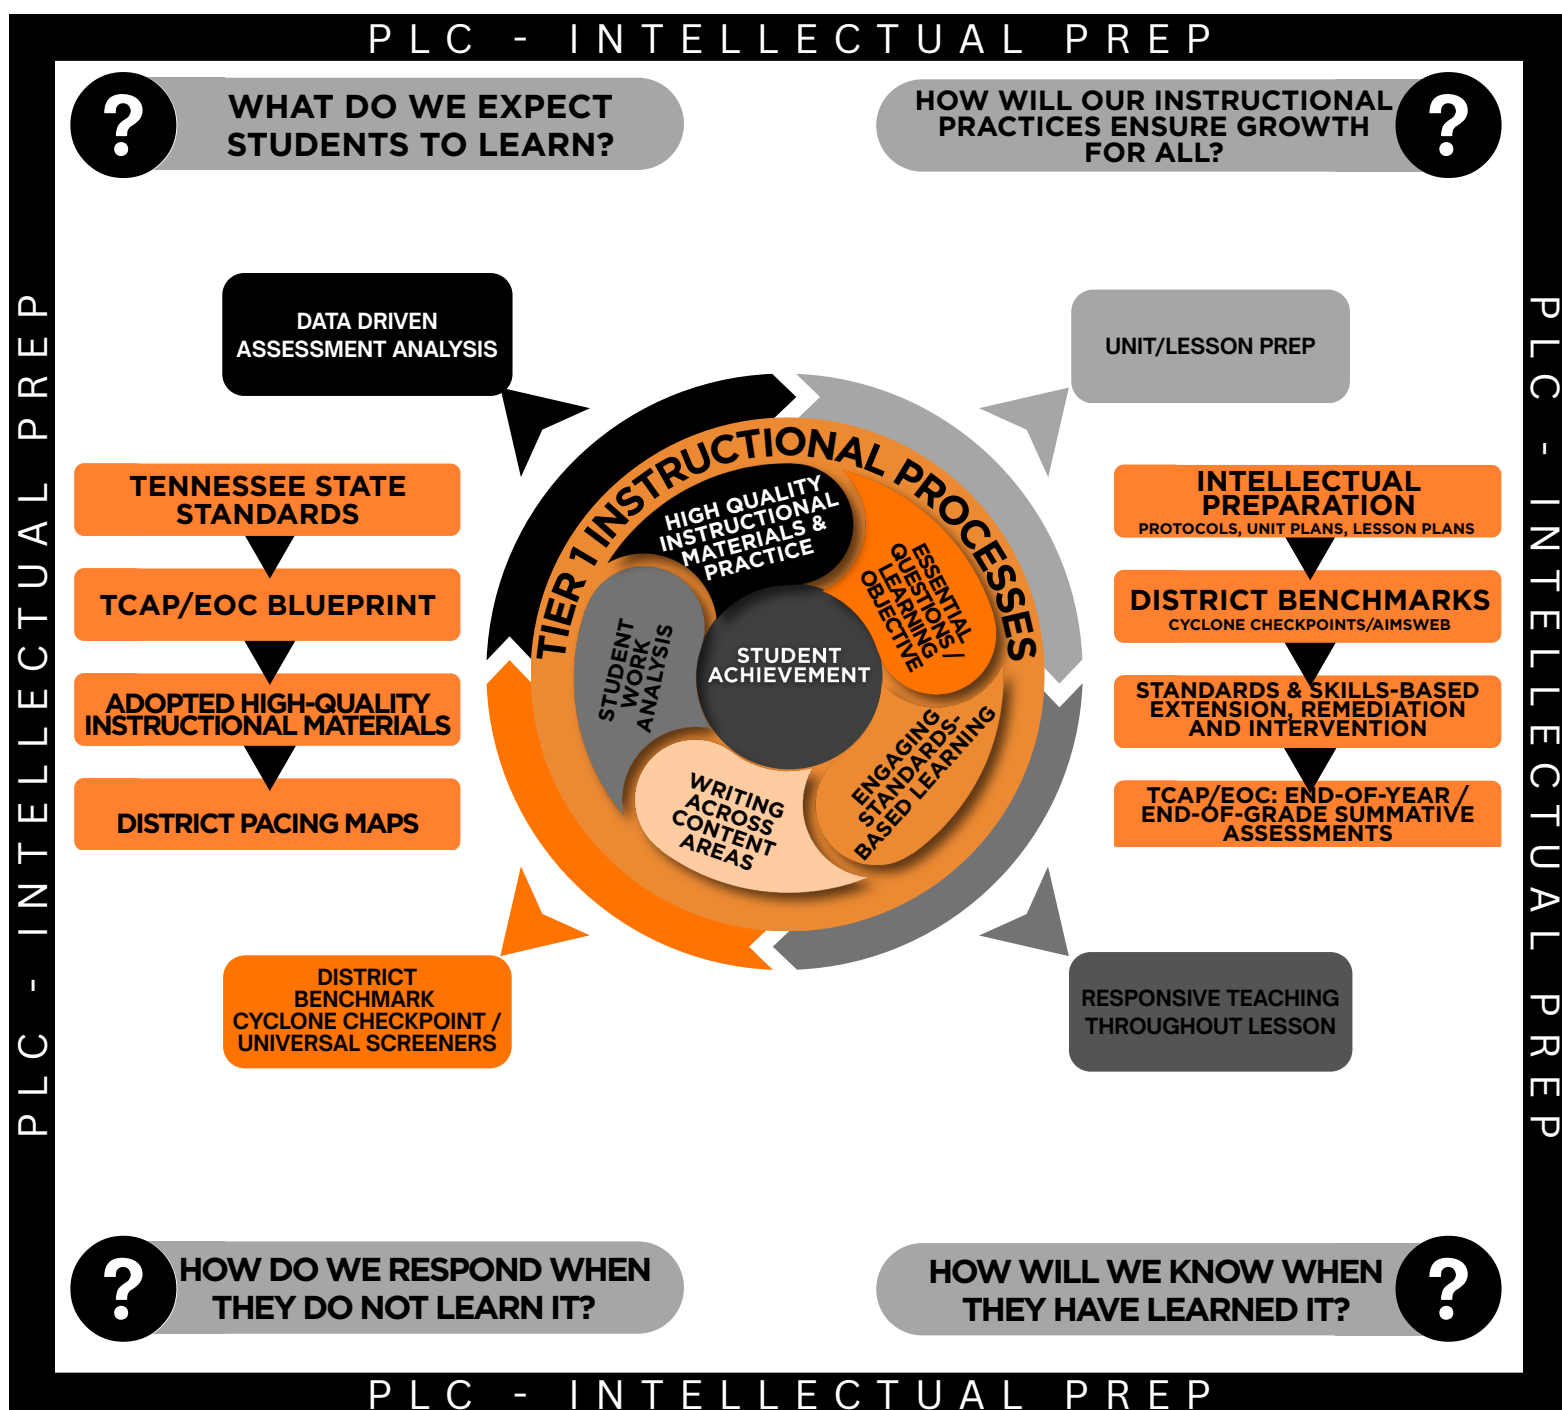 PLC - INTELLECTUAL PREP
WHAT DO WE EXPECT
STUDENTS TO LEARN?
HOW WILL OUR INSTRUCTIONAL
PRACTICES ENSURE GROWTH
FOR ALL?
PLC - INTELLECTUAL PREP
PLC - INTELLECTUAL PREP
DATA DRIVEN
ASSESSMENT ANALYSIS
UNIT/LESSON PREP
TENNESSEE STATE
STANDARDS
TCAP/EOC BLUEPRINT
ADOPTED HIGH-QUALITY
INSTRUCTIONAL MATERIALS
DISTRICT PACING MAPS
TIER 1 INSTRUCTIONAL PROCESSES
HIGH QUALITY
INSTRUCTIONAL
MATERIALS &
PRACTICE
ESSENTIAL
QUESTIONS /
LEARNING
OBJECTIVE
ENGAGING
STANDARDS-
BASED LEARNING
WRITING
ACROSS
CONTENT
AREAS
STUDENT
WORK
ANALYSIS
STUDENT
ACHIEVEMENT
INTELLECTUAL
PREPARATION
PROTOCOLS, UNIT PLANS, LESSON PLANS
DISTRICT BENCHMARKS
CYCLONE CHECKPOINTS/AIMSWEB
STANDARDS & SKILLS-BASED
EXTENSION, REMEDIATION
AND INTERVENTION
TCAP/EOC: END-OF-YEAR /
END-OF-GRADE SUMMATIVE
ASSESSMENTS
DISTRICT
BENCHMARK
CYCLONE CHECKPOINT /
UNIVERSAL SCREENERS
RESPONSIVE TEACHING
THROUGHOUT LESSON
HOW DO WE RESPOND WHEN
THEY DO NOT LEARN IT?
HOW WILL WE KNOW WHEN
THEY HAVE LEARNED IT?
PLC - INTELLECTUAL PREP